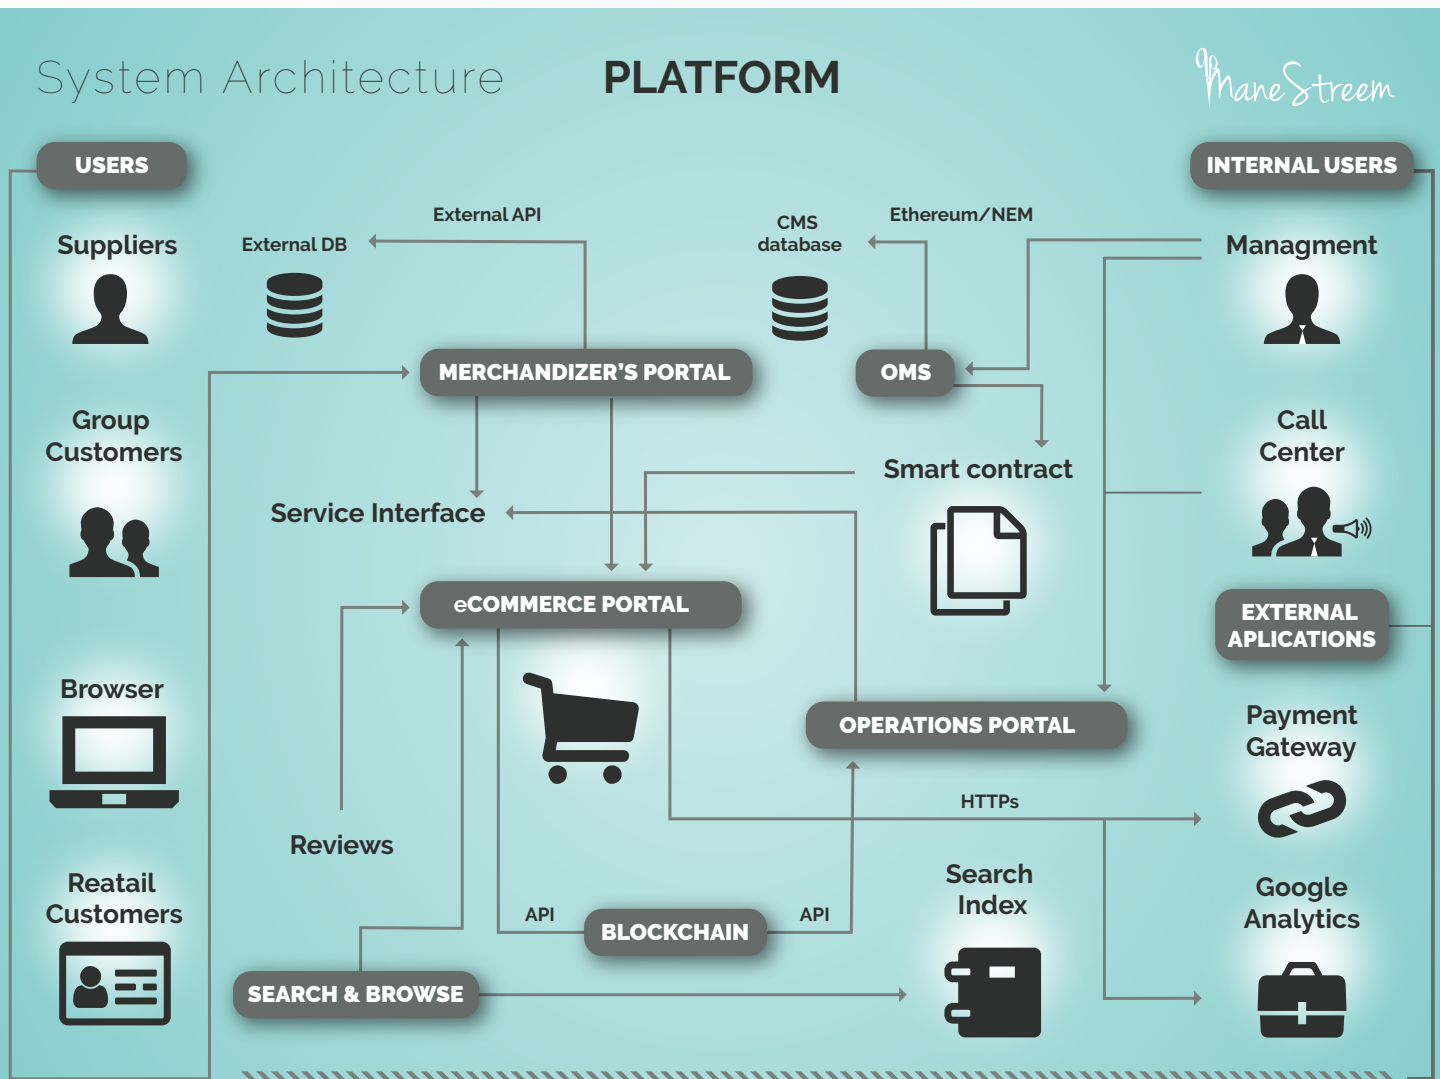 System Architecture
PLATFORM
ManeStreem
USERS
INTERNAL USERS
Suppliers
External DB
External API
CMS
database
Ethereum/NEM
Managment
MERCHANDIZER'S PORTAL
OMS
Group
Customers
Call
Center
Smart contract
Service Interface
eCOMMERCE PORTAL
EXTERNAL
APLICATIONS
Browser
OPERATIONS PORTAL
Payment
Gateway
HTTPs
Reviews
Reatail
Customers
Search
Index
Google
Analytics
API
BLOCKCHAIN
API
SEARCH & BROWSE